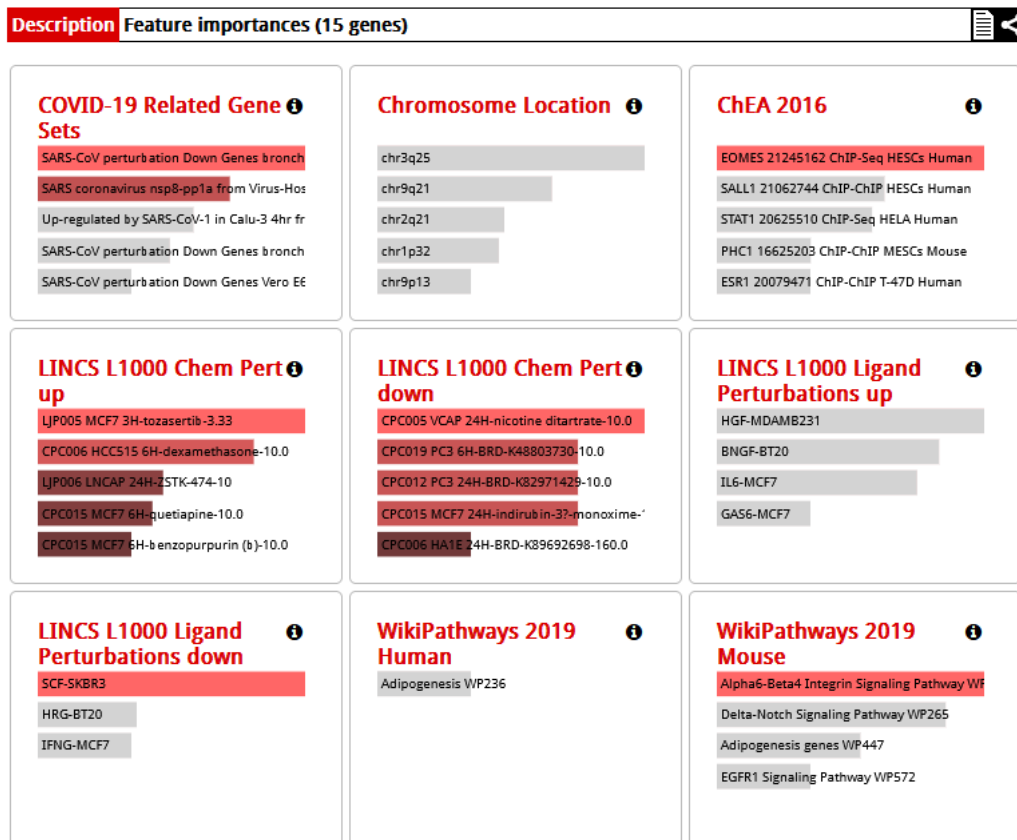 Description Feature importances (15 genes)
COVID-19 Related Gene
Sets
SARS-CoV perturbation Down Genes bronch
SARS coronavirus nsp8-pp1a from Virus-Hos
Up-regulated by SARS-CoV-1 in Calu-3 4hr fr
SARS-CoV perturbation Down Genes bronch
SARS-CoV perturbation Down Genes Vero E6
Chromosome Location
chr3q25
chr9q21
chr2q21
chr1p32
chr9p13
ChEA 2016
EOMES 21245162 ChIP-Seq HESCs Human
SALL1 21062744 ChIP-ChIP HESCs Human
STAT1 20625510 ChIP-Seq HELA Human
PHC1 16625203 ChIP-ChIP MESCs Mouse
ESR1 20079471 ChIP-ChIP T-47D Human
LINCS L1000 Chem Pert
up
LJP005 MCF7 3H-tozasertib-3.33
CPC006 HCC515 6H-dexamethasone-10.0
LJP006 LNCAP 24H-ZSTK-474-10
CPC015 MCF7 6H-quetiapine-10.0
CPC015 MCF7 6H-benzopurpurin (b)-10.0
LINCS L1000 Chem Pert
down
CPC005 VCAP 24H-nicotine ditartrate-10.0
CPC019 PC3 6H-BRD-K48803730-10.0
CPC012 PC3 24H-BRD-K82971429-10.0
CPC015 MCF7 24H-indirubin-3?-monoxime-
CPC006 HA1E 24H-BRD-K89692698-160.0
LINCS L1000 Ligand
Perturbations up
HGF-MDAMB231
BNGF-BT20
IL6-MCF7
GAS6-MCF7
LINCS L1000 Ligand
Perturbations down
SCF-SKBR3
HRG-BT20
IFNG-MCF7
WikiPathways 2019
Human
Adipogenesis WP236
WikiPathways 2019
Mouse
Alpha6-Beta4 Integrin Signaling Pathway WP
Delta-Notch Signaling Pathway WP265
Adipogenesis genes WP447
EGFR1 Signaling Pathway WP572